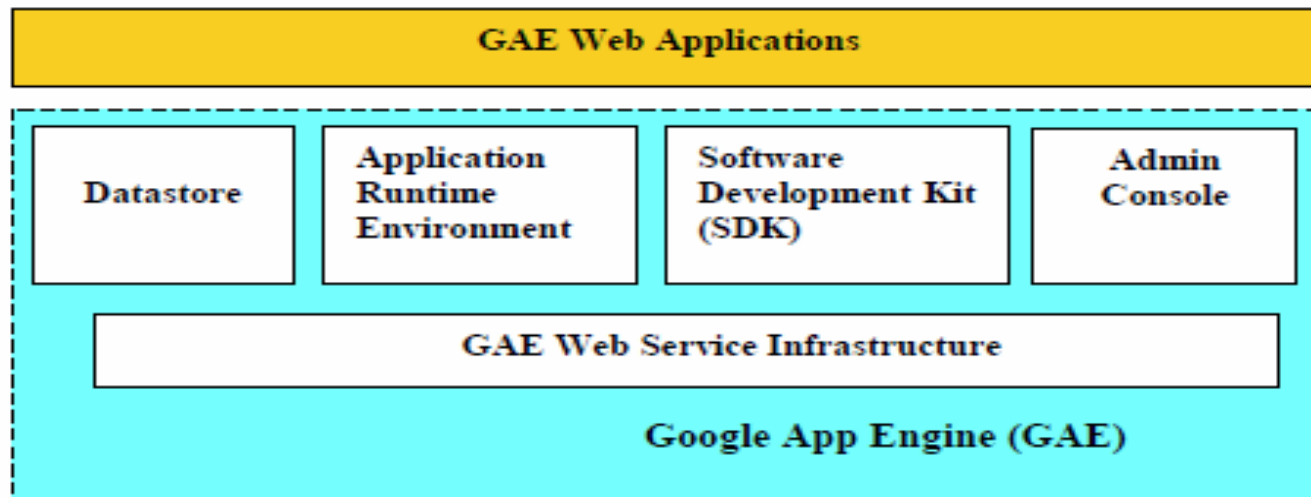 GAE Web Applications
Datastore
Application
Runtime
Environment
Software
Development Kit
(SDK)
Admin
Console
GAE Web Service Infrastructure
Google App Engine (GAE)